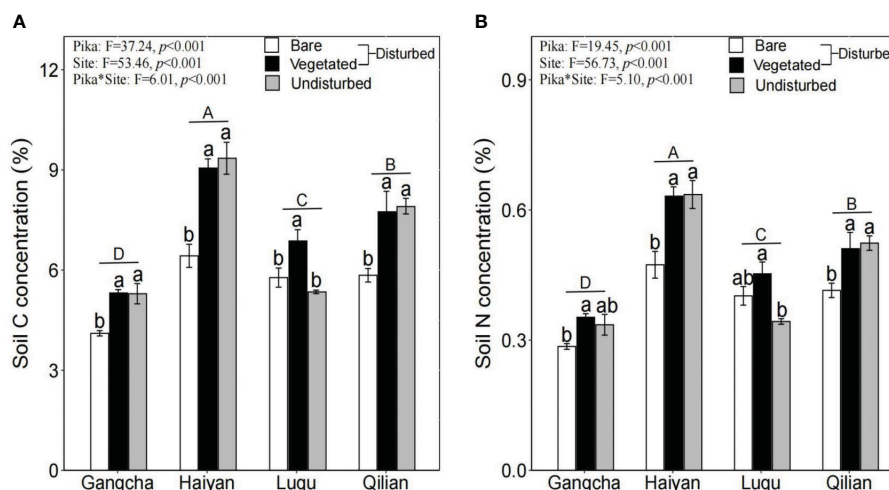 A
Pika: F=37.24, p<0.001
Site: F=53.46, p<0.001
Pika*Site: F=6.01, p<0.001
Bare
Vegetated
Disturbed
Undisturbed
Soil C concentration (%)
12
9
6
3
0
D
b a a
A
b a a
C
b a b
B
b a a
Gangcha Haiyan Luqu Qilian
B
Pika: F=19.45, p<0.001
Site: F=56.73, p<0.001
Pika*Site: F=5.10, p<0.001
Bare
Vegetated
Disturbed
Undisturbed
Soil N concentration (%)
0.9
0.6
0.3
0.0
D
b a ab
A
b a a
C
ab a b
B
b a a
Gangcha Haiyan Luqu Qilian